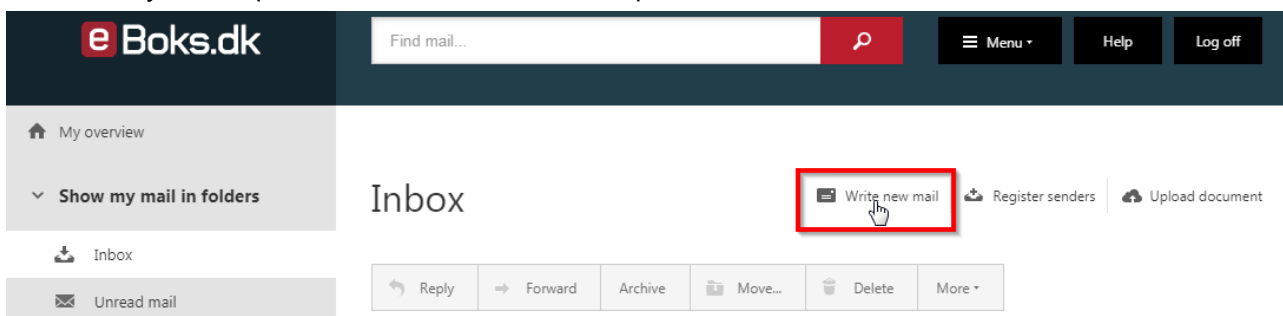 e Boks.dk
Find mail...
Menu
Help
Log off
My overview
Show my mail in folders
Inbox
Write new mail
Register senders
Upload document
Inbox
Unread mail
Reply
Forward
Archive
Move...
Delete
More